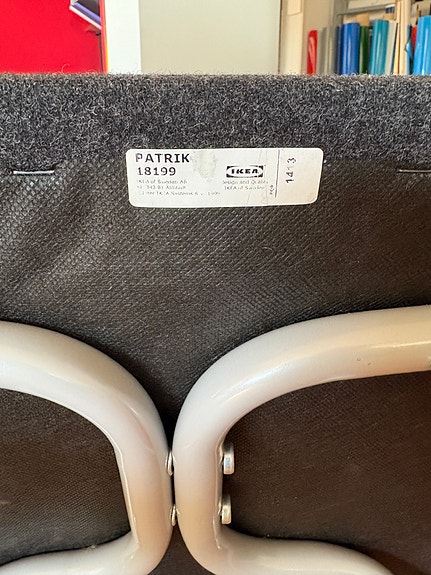 PATRIK
18199
IKEA
IKEA of Sweden AB
Design and Quality
IKEA of Sweden
1413